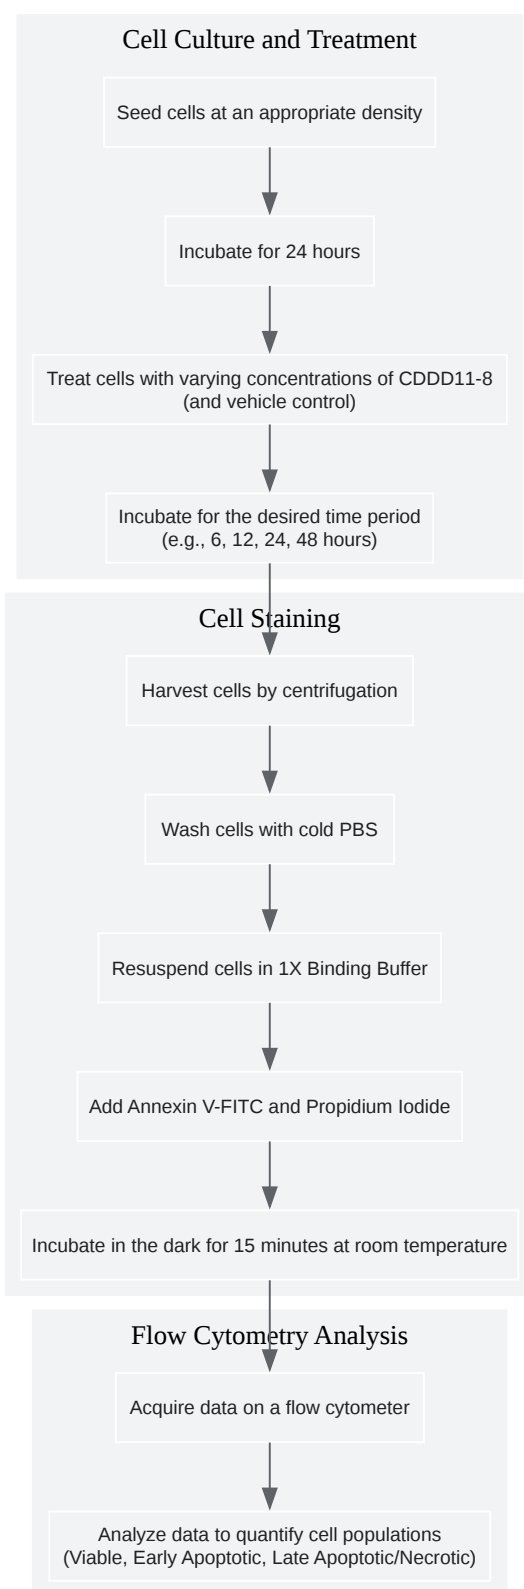 Cell Culture and Treatment
Seed cells at an appropriate density
Incubate for 24 hours
Treat cells with varying concentrations of CDDD11-8
(and vehicle control)
Incubate for the desired time period
(e.g., 6, 12, 24, 48 hours)
Cell Staining
Harvest cells by centrifugation
Wash cells with cold PBS
Resuspend cells in 1X Binding Buffer
Add Annexin V-FITC and Propidium Iodide
Incubate in the dark for 15 minutes at room temperature
Flow Cytometry Analysis
Acquire data on a flow cytometer
Analyze data to quantify cell populations
(Viable, Early Apoptotic, Late Apoptotic/Necrotic)